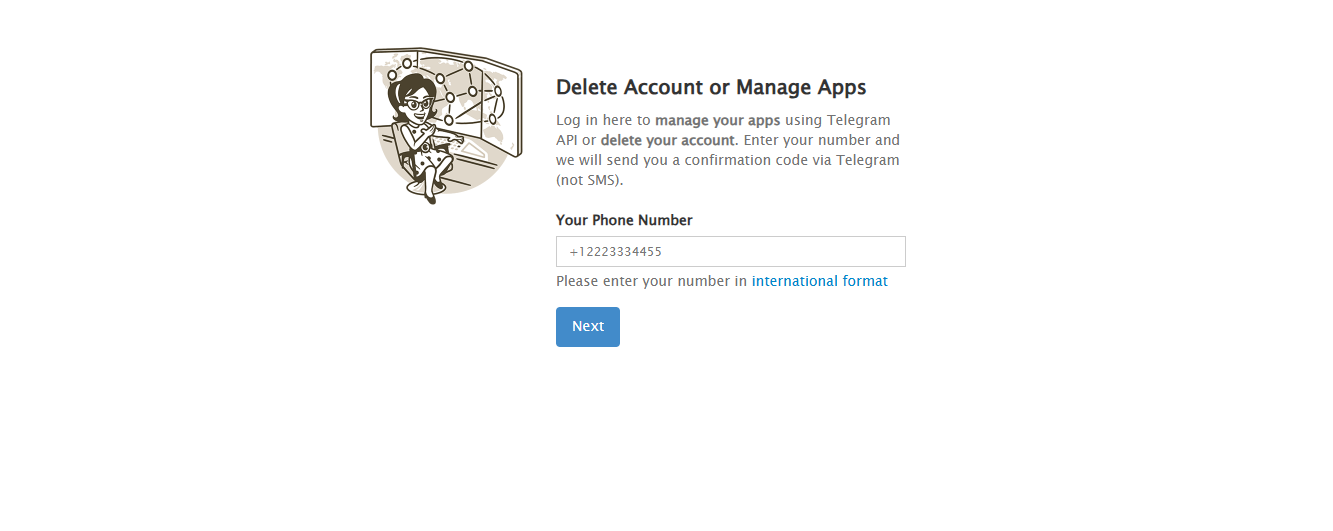 Delete Account or Manage Apps
Log in here to manage your apps using Telegram
API or delete your account. Enter your number and
we will send you a confirmation code via Telegram
(not SMS).
Your Phone Number
+12223334455
Please enter your number in international format
Next